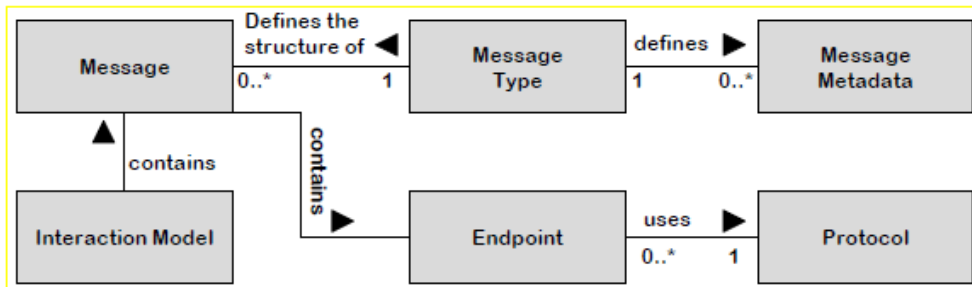 Defines the
structure of
Message
Message
Type
defines
Message
Metadata
0..*
1
1
0..*
contains
contains
Interaction Model
Endpoint
uses
Protocol
0..*
1